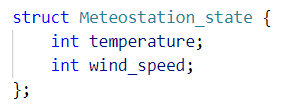 struct Meteostation_state {
    int temperature;
    int wind_speed;
};